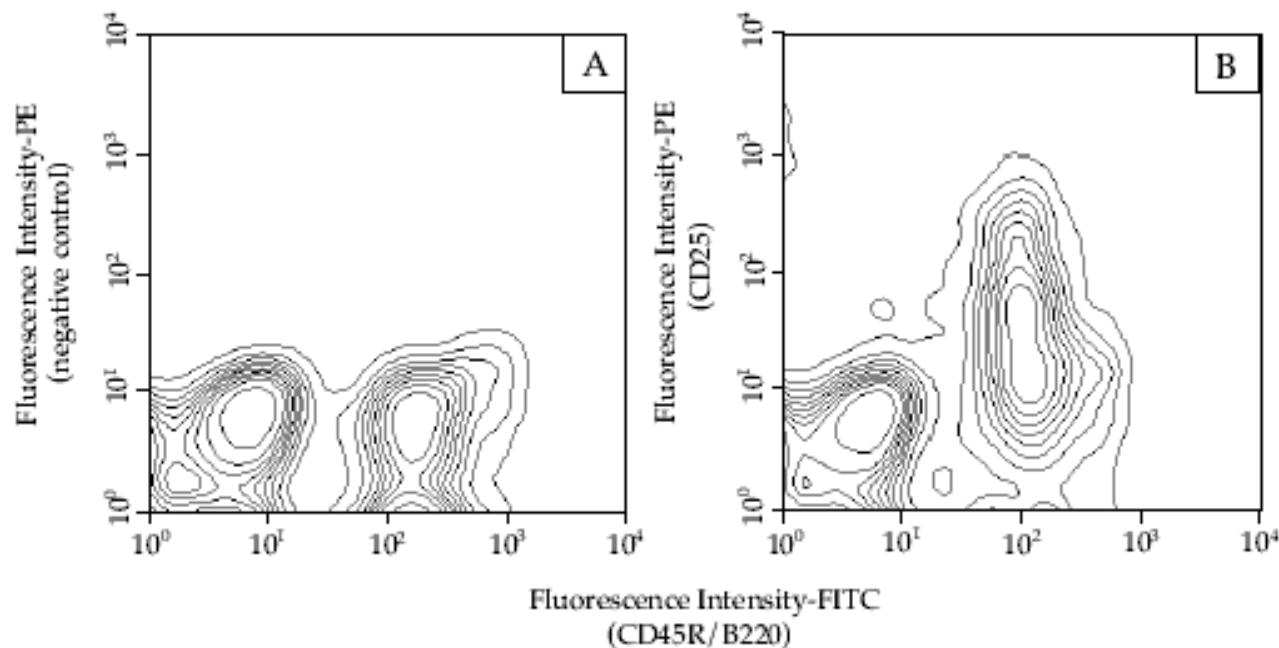 A
B
Fluorescence Intensity-PE
(negative control)
10⁴
10³
10²
10¹
10⁰
10⁰ 10¹ 10² 10³ 10⁴
Fluorescence Intensity-PE
(CD25)
10⁴
10³
10²
10¹
10⁰
10⁰ 10¹ 10² 10³ 10⁴
Fluorescence Intensity-FITC
(CD45R/B220)